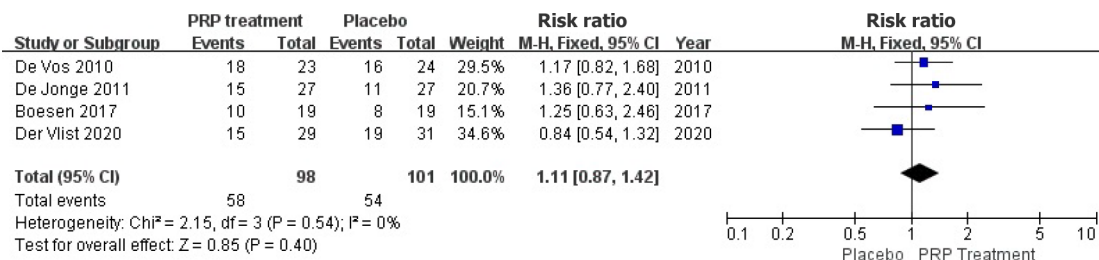 PRP treatment Placebo Risk ratio Risk ratio
Study or Subgroup Events Total Events Total Weight M-H, Fixed, 95% CI Year M-H, Fixed, 95% CI
De Vos 2010 18 23 16 24 29.5% 1.17 [0.82, 1.68] 2010
De Jonge 2011 15 27 11 27 20.7% 1.36 [0.77, 2.40] 2011
Boesen 2017 10 19 8 19 15.1% 1.25 [0.63, 2.46] 2017
Der Vlist 2020 15 29 19 31 34.6% 0.84 [0.54, 1.32] 2020
Total (95% CI) 98 101 100.0% 1.11 [0.87, 1.42]
Total events 58 54
Heterogeneity: Chi² = 2.15, df = 3 (P = 0.54); I² = 0%
Test for overall effect: Z = 0.85 (P = 0.40)
0.1 0.2 0.5 1 2 5 10
Placebo PRP Treatment